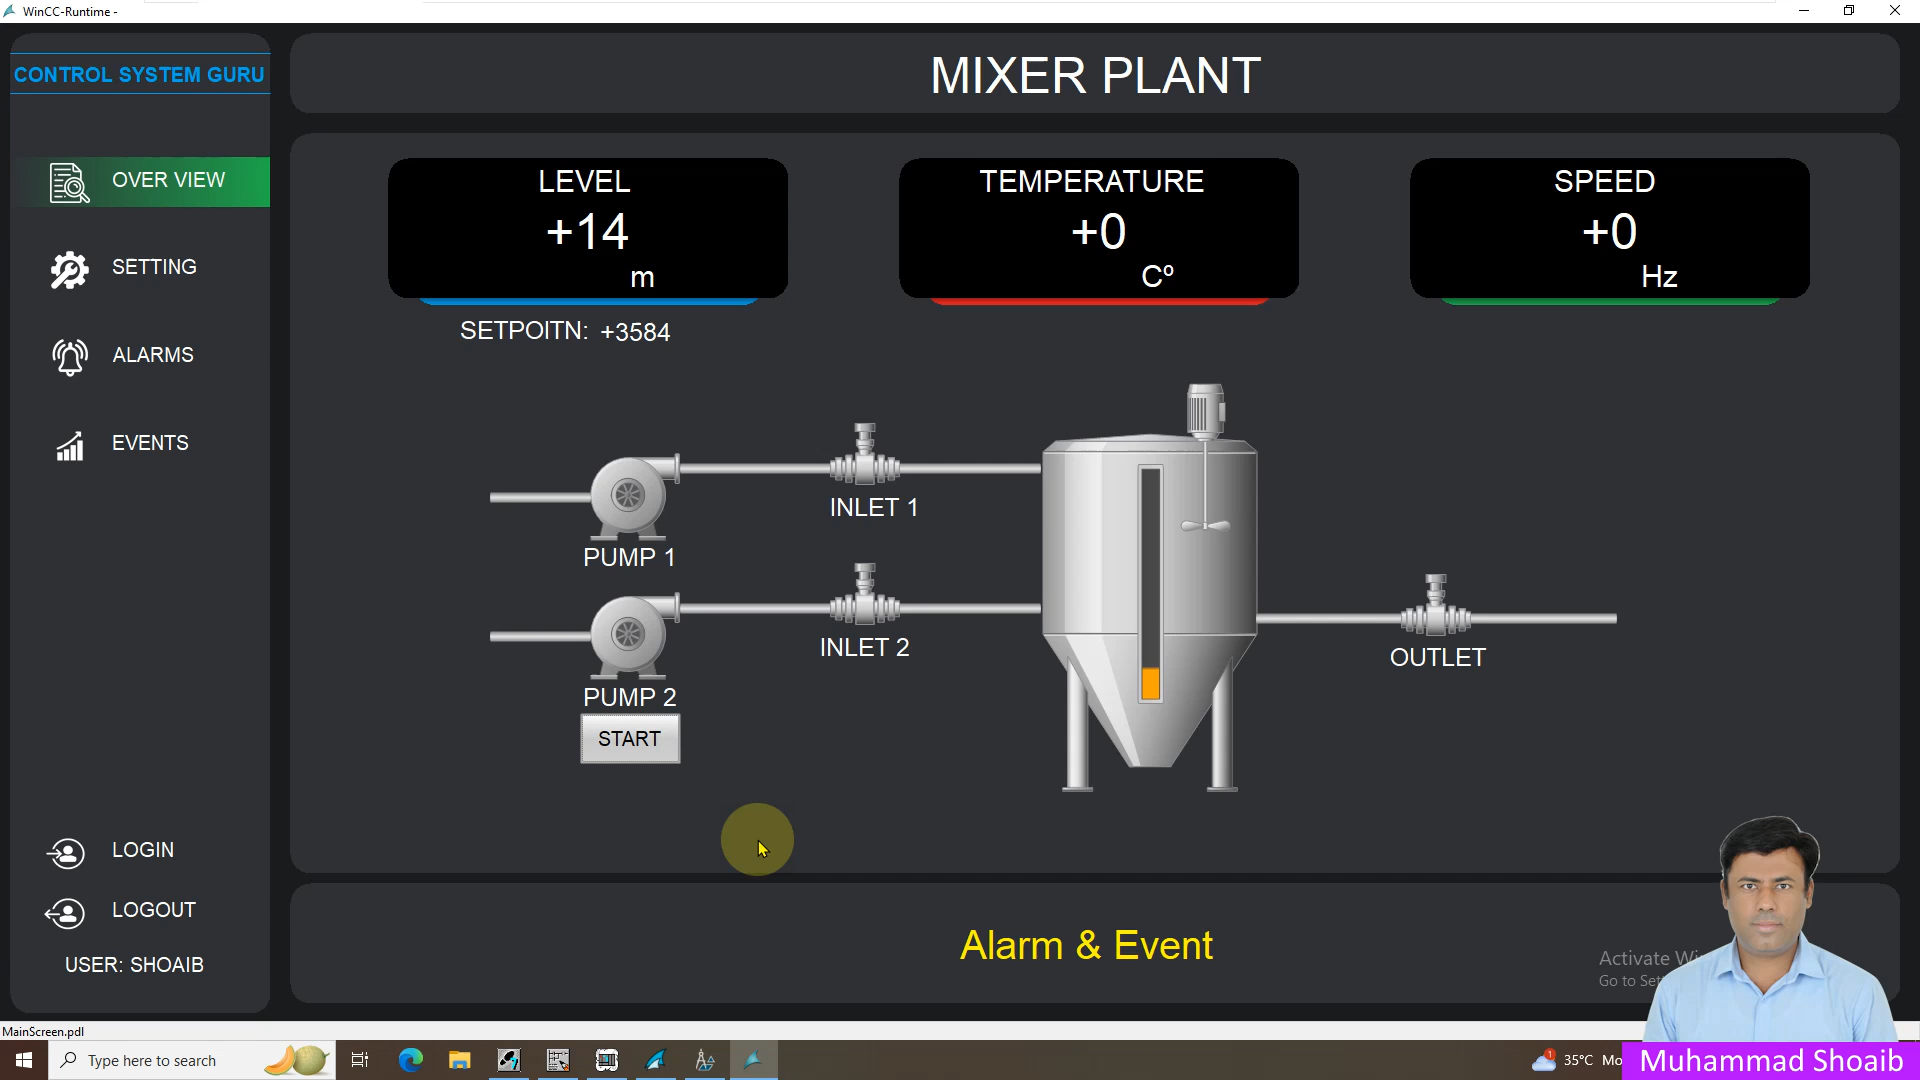 WinCC-Runtime -
CONTROL SYSTEM GURU
MIXER PLANT
OVER VIEW
SETTING
ALARMS
EVENTS
LEVEL
+14
m
TEMPERATURE
+0
Cº
SPEED
+0
Hz
SETPOITN: +3584
INLET 1
PUMP 1
INLET 2
PUMP 2
START
OUTLET
LOGIN
LOGOUT
USER: SHOAIB
Alarm & Event
Activate
Go to
MainScreen.pdl
Type here to search
1
35°C
Muhammad Shoaib